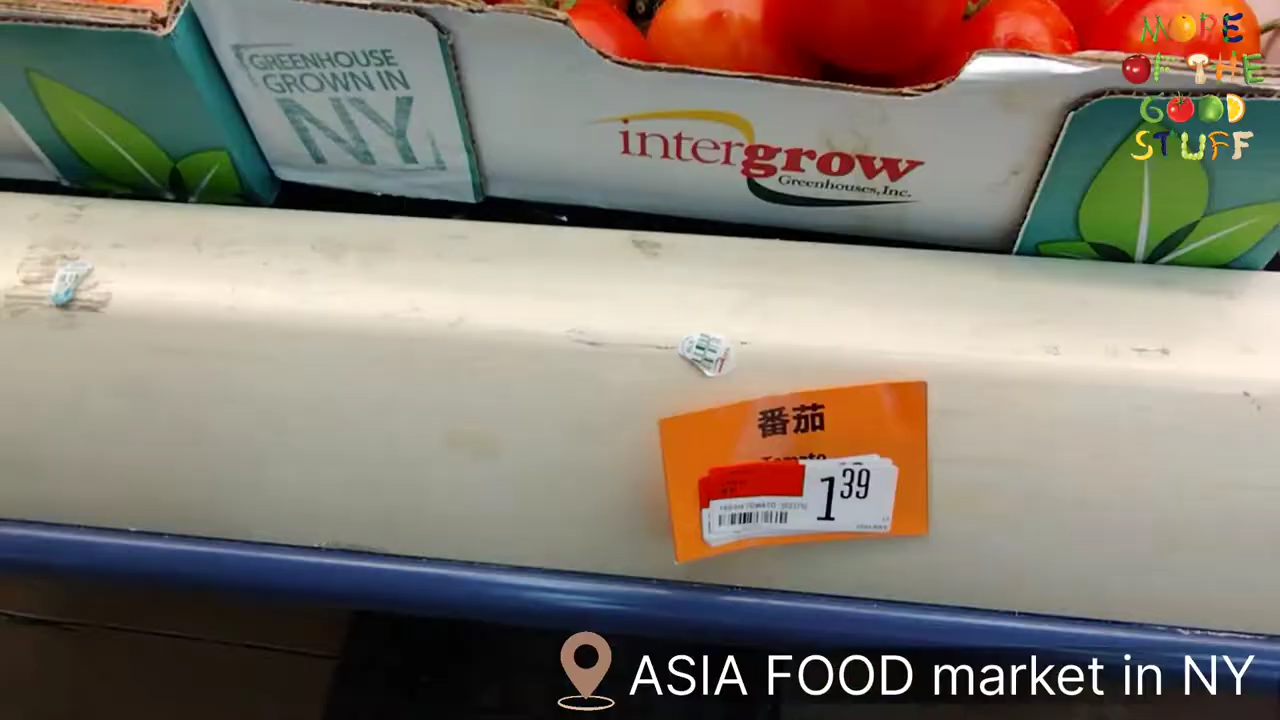 MORE
OF THE
GOOD
STUFF
GREENHOUSE
GROWN IN
NY
intergrow
Greenhouses, Inc.
番茄
Tomato
1 39
ASIA FOOD market in NY